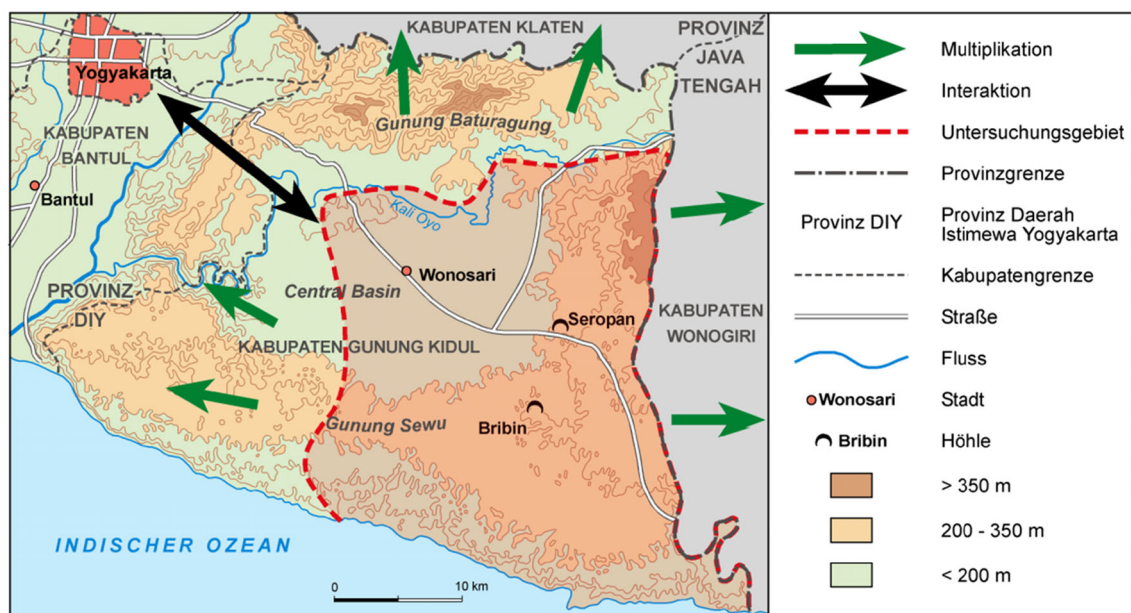 KABUPATEN KLATEN
PROVINZ
JAVA
TENGAH
Yogyakarta
Gunung Baturagung
KABUPATEN
BANTUL
Bantul
Kali Oyo
Wonosari
PROVINZ
DIY
Central Basin
Seropan
KABUPATEN
WONOGIRI
KABUPATEN GUNUNG KIDUL
Gunung Sewu
Bribin
INDISCHER OZEAN
0 10 km
Multiplikation
Interaktion
Untersuchungsgebiet
Provinzgrenze
Provinz DIY Provinz Daerah
Istimewa Yogyakarta
Kabupatengrenze
Straße
Fluss
Wonosari Stadt
Bribin Höhle
> 350 m
200 - 350 m
< 200 m